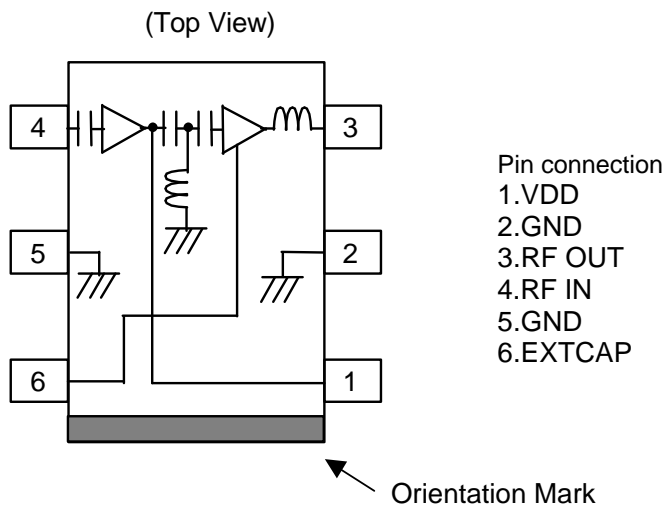 (Top View)
4
3
5
2
6
1
Pin connection
1.VDD
2.GND
3.RF OUT
4.RF IN
5.GND
6.EXTCAP
Orientation Mark